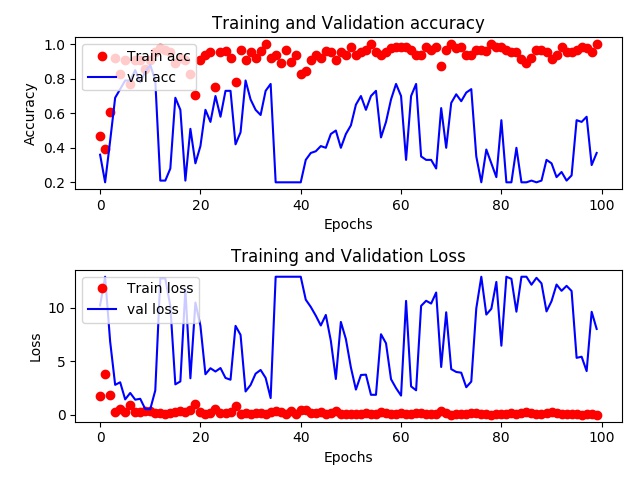 Training and Validation accuracy
1.0
0.8
0.6
0.4
0.2
Accuracy
Train acc
val acc
0 20 40 60 80 100
Epochs
Training and Validation Loss
10
5
0
Loss
Train loss
val loss
0 20 40 60 80 100
Epochs